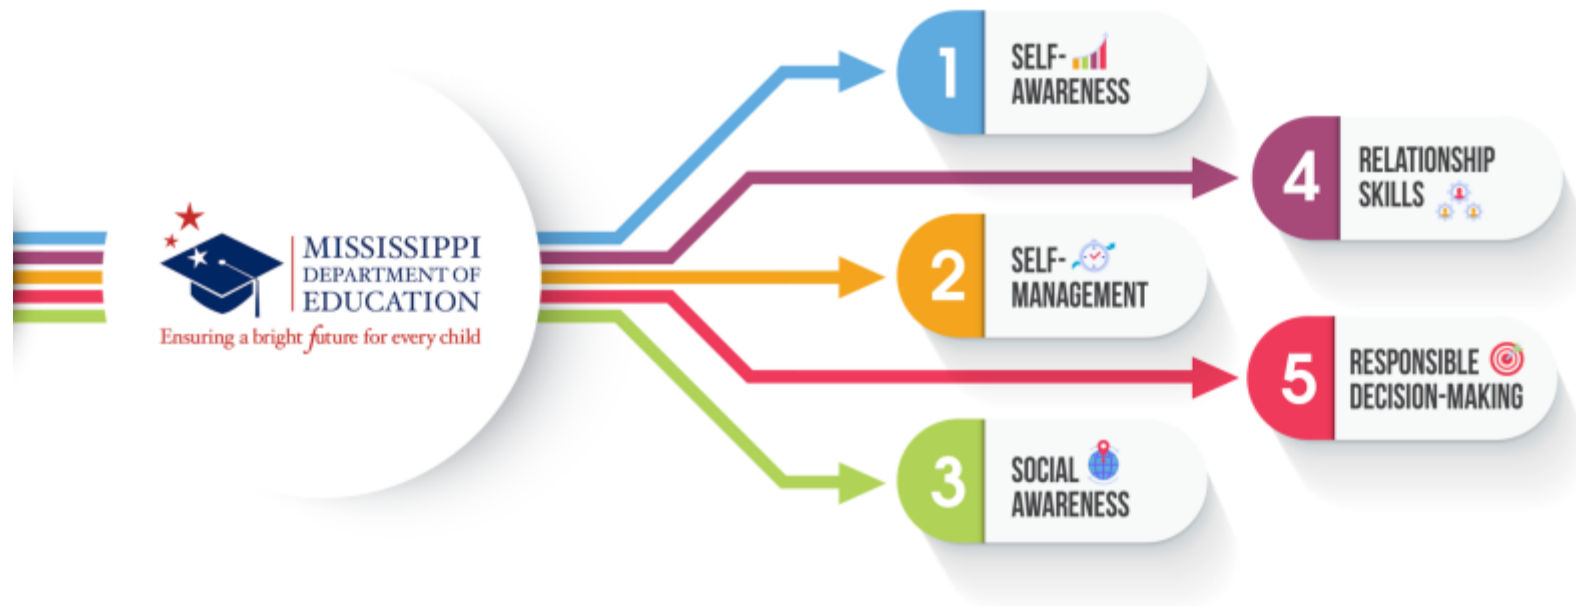 MISSISSIPPI
DEPARTMENT OF
EDUCATION
Ensuring a bright future for every child
1
SELF-
AWARENESS
4
RELATIONSHIP
SKILLS
2
SELF-
MANAGEMENT
5
RESPONSIBLE
DECISION-MAKING
3
SOCIAL
AWARENESS